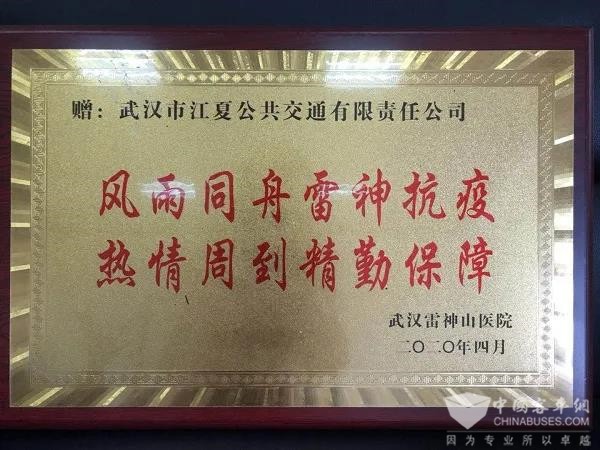 赠：武汉市江夏公共交通有限责任公司
风雨同舟雷神抗疫
热情周到精勤保障
武汉雷神山医院
二〇二〇年四月
中国客车網
CHINABUSES.COM
因为专业所以卓越